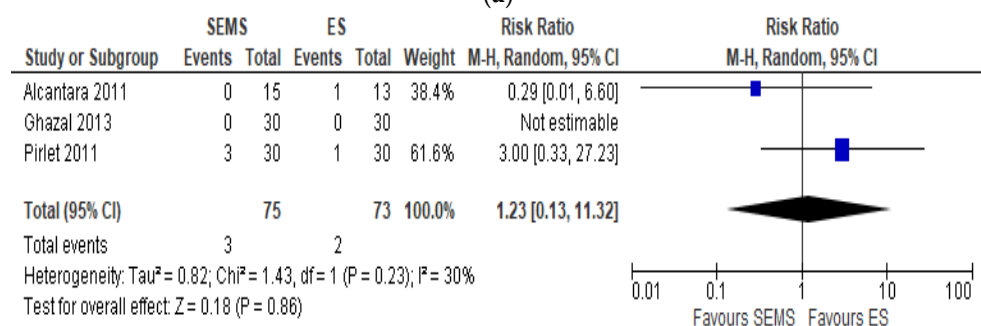 (a)
SEMS ES Risk Ratio Risk Ratio
Study or Subgroup Events Total Events Total Weight M-H, Random, 95% CI M-H, Random, 95% CI
Alcantara 2011 0 15 1 13 38.4% 0.29 [0.01, 6.60]
Ghazal 2013 0 30 0 30 Not estimable
Pirlet 2011 3 30 1 30 61.6% 3.00 [0.33, 27.23]
Total (95% CI) 75 73 100.0% 1.23 [0.13, 11.32]
Total events 3 2
Heterogeneity: Tau² = 0.82; Chi² = 1.43, df = 1 (P = 0.23); I² = 30%
Test for overall effect: Z = 0.18 (P = 0.86)
0.01 0.1 1 10 100
Favours SEMS Favours ES